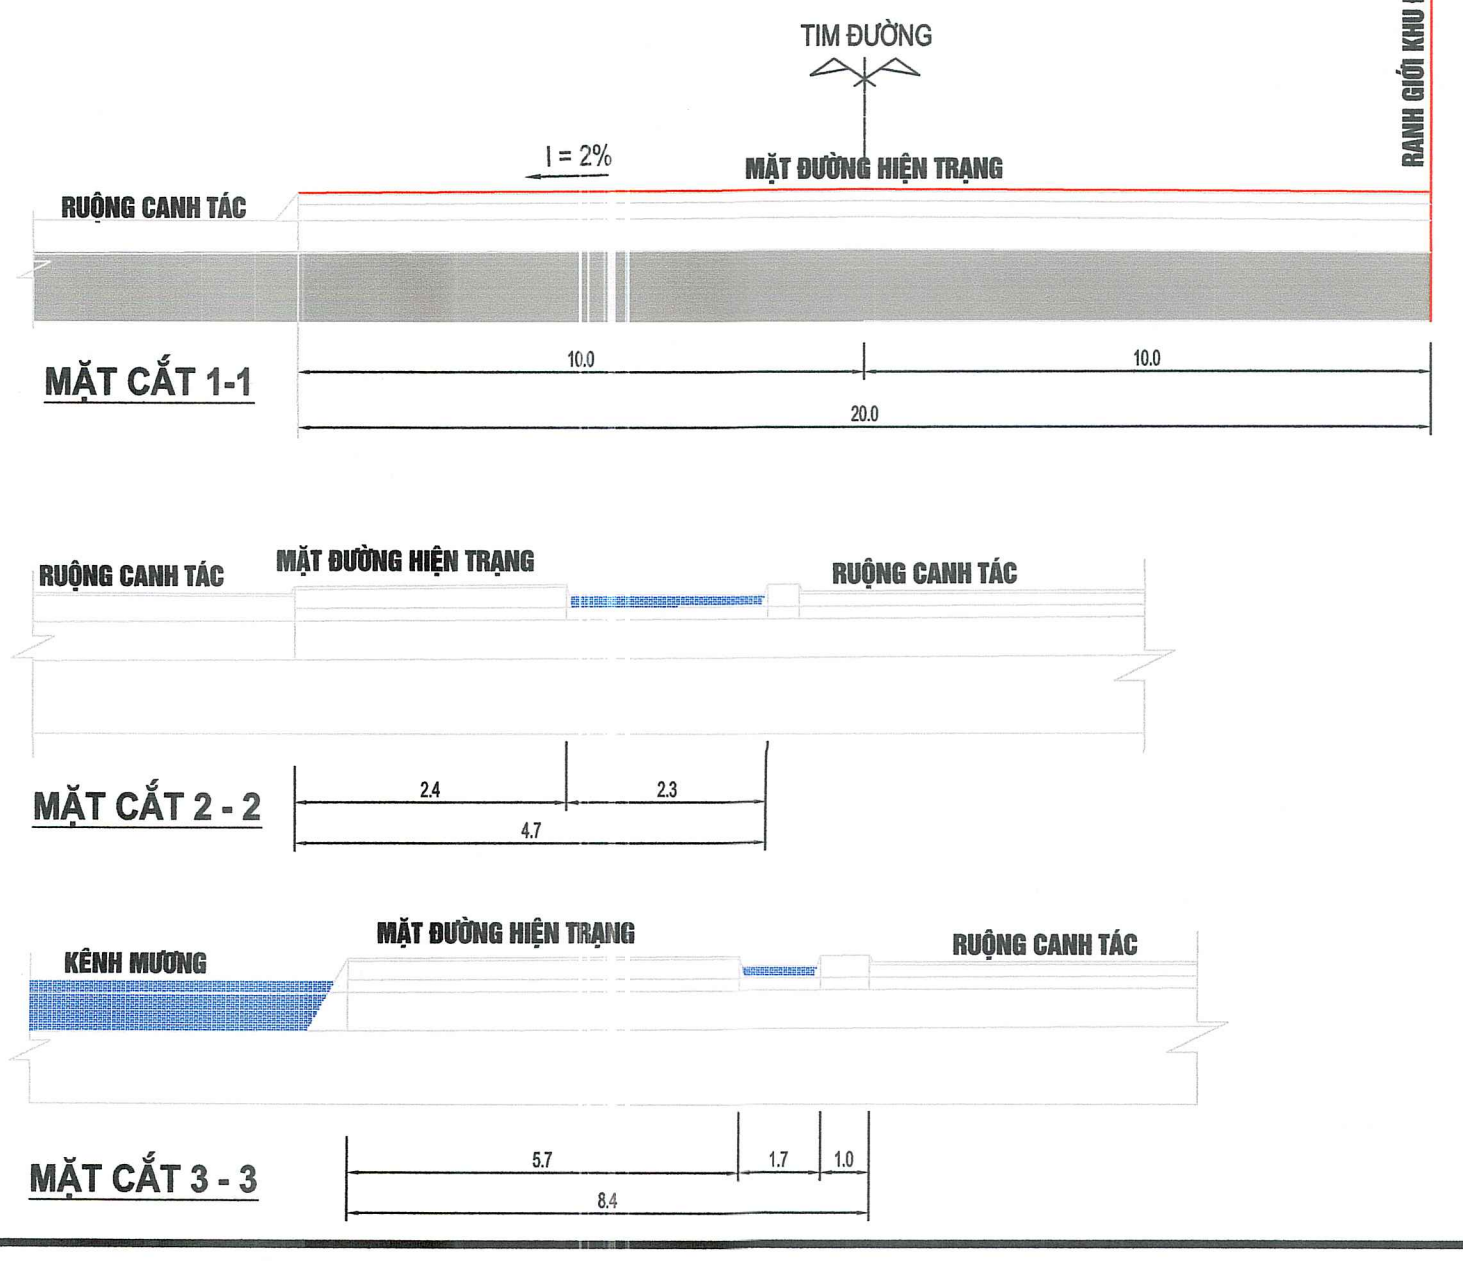 TIM ĐƯỜNG
RANH GIỚI KHU
I = 2%
MẶT ĐƯỜNG HIỆN TRẠNG
RUỘNG CANH TÁC
10.0
10.0
MẶT CẮT 1-1
20.0
MẶT ĐƯỜNG HIỆN TRẠNG
RUỘNG CANH TÁC
RUỘNG CANH TÁC
2.4
2.3
MẶT CẮT 2 - 2
4.7
MẶT ĐƯỜNG HIỆN TRẠNG
RUỘNG CANH TÁC
KÊNH MƯƠNG
5.7
1.7
1.0
MẶT CẮT 3 - 3
8.4